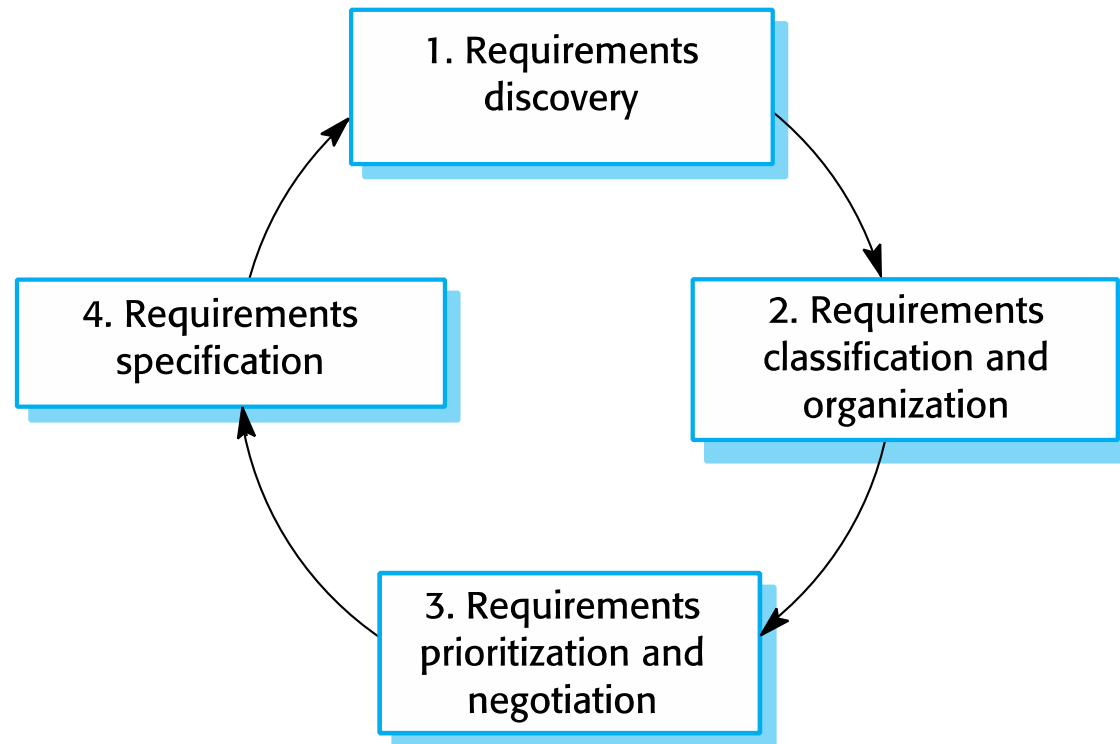 1. Requirements
discovery
2. Requirements
classification and
organization
3. Requirements
prioritization and
negotiation
4. Requirements
specification